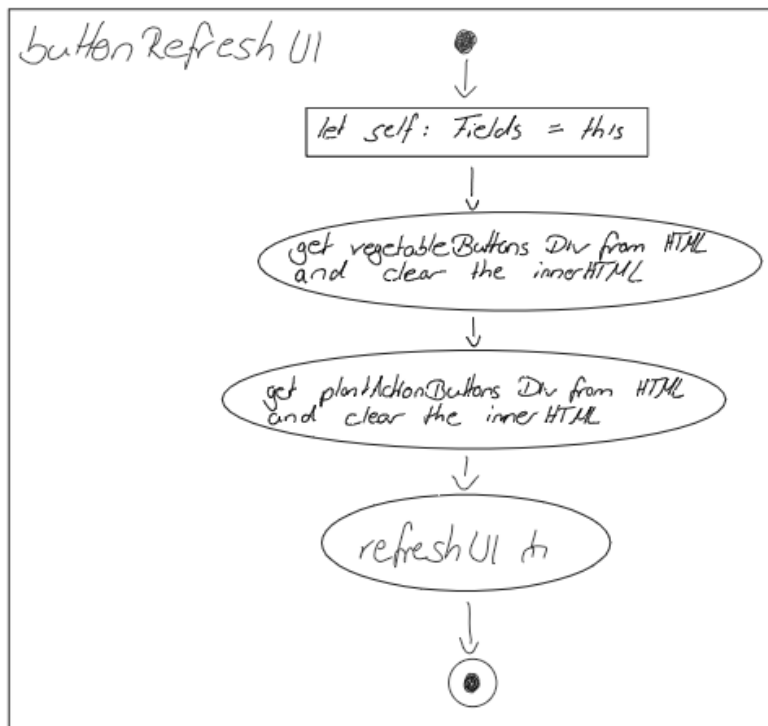 buttonRefreshUI
let self: Fields = this
get vegetableButtons Div from HTML
and clear the innerHTML
get plantActionButtons Div from HTML
and clear the innerHTML
refreshUI